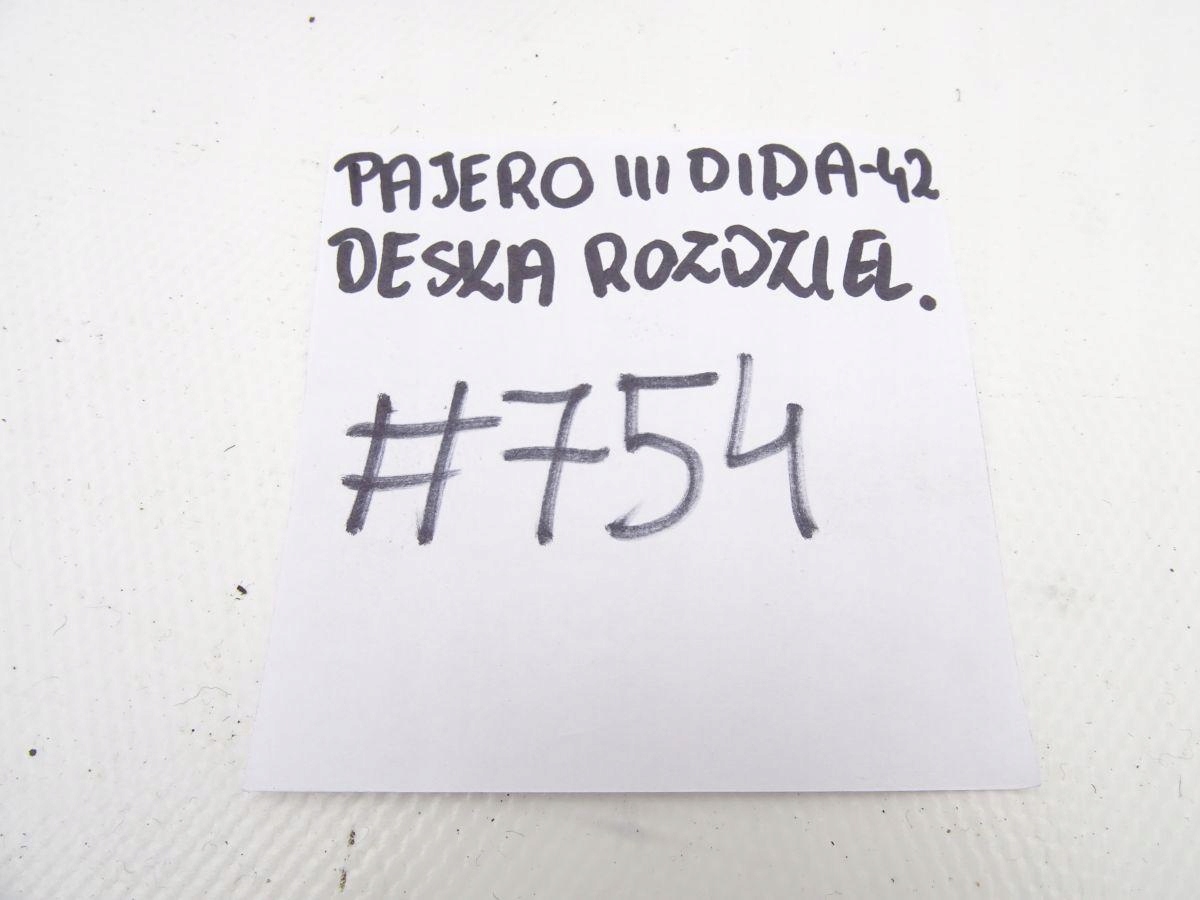 PAJERO III DIDA-42
DESKA ROZDZIEL.
#754